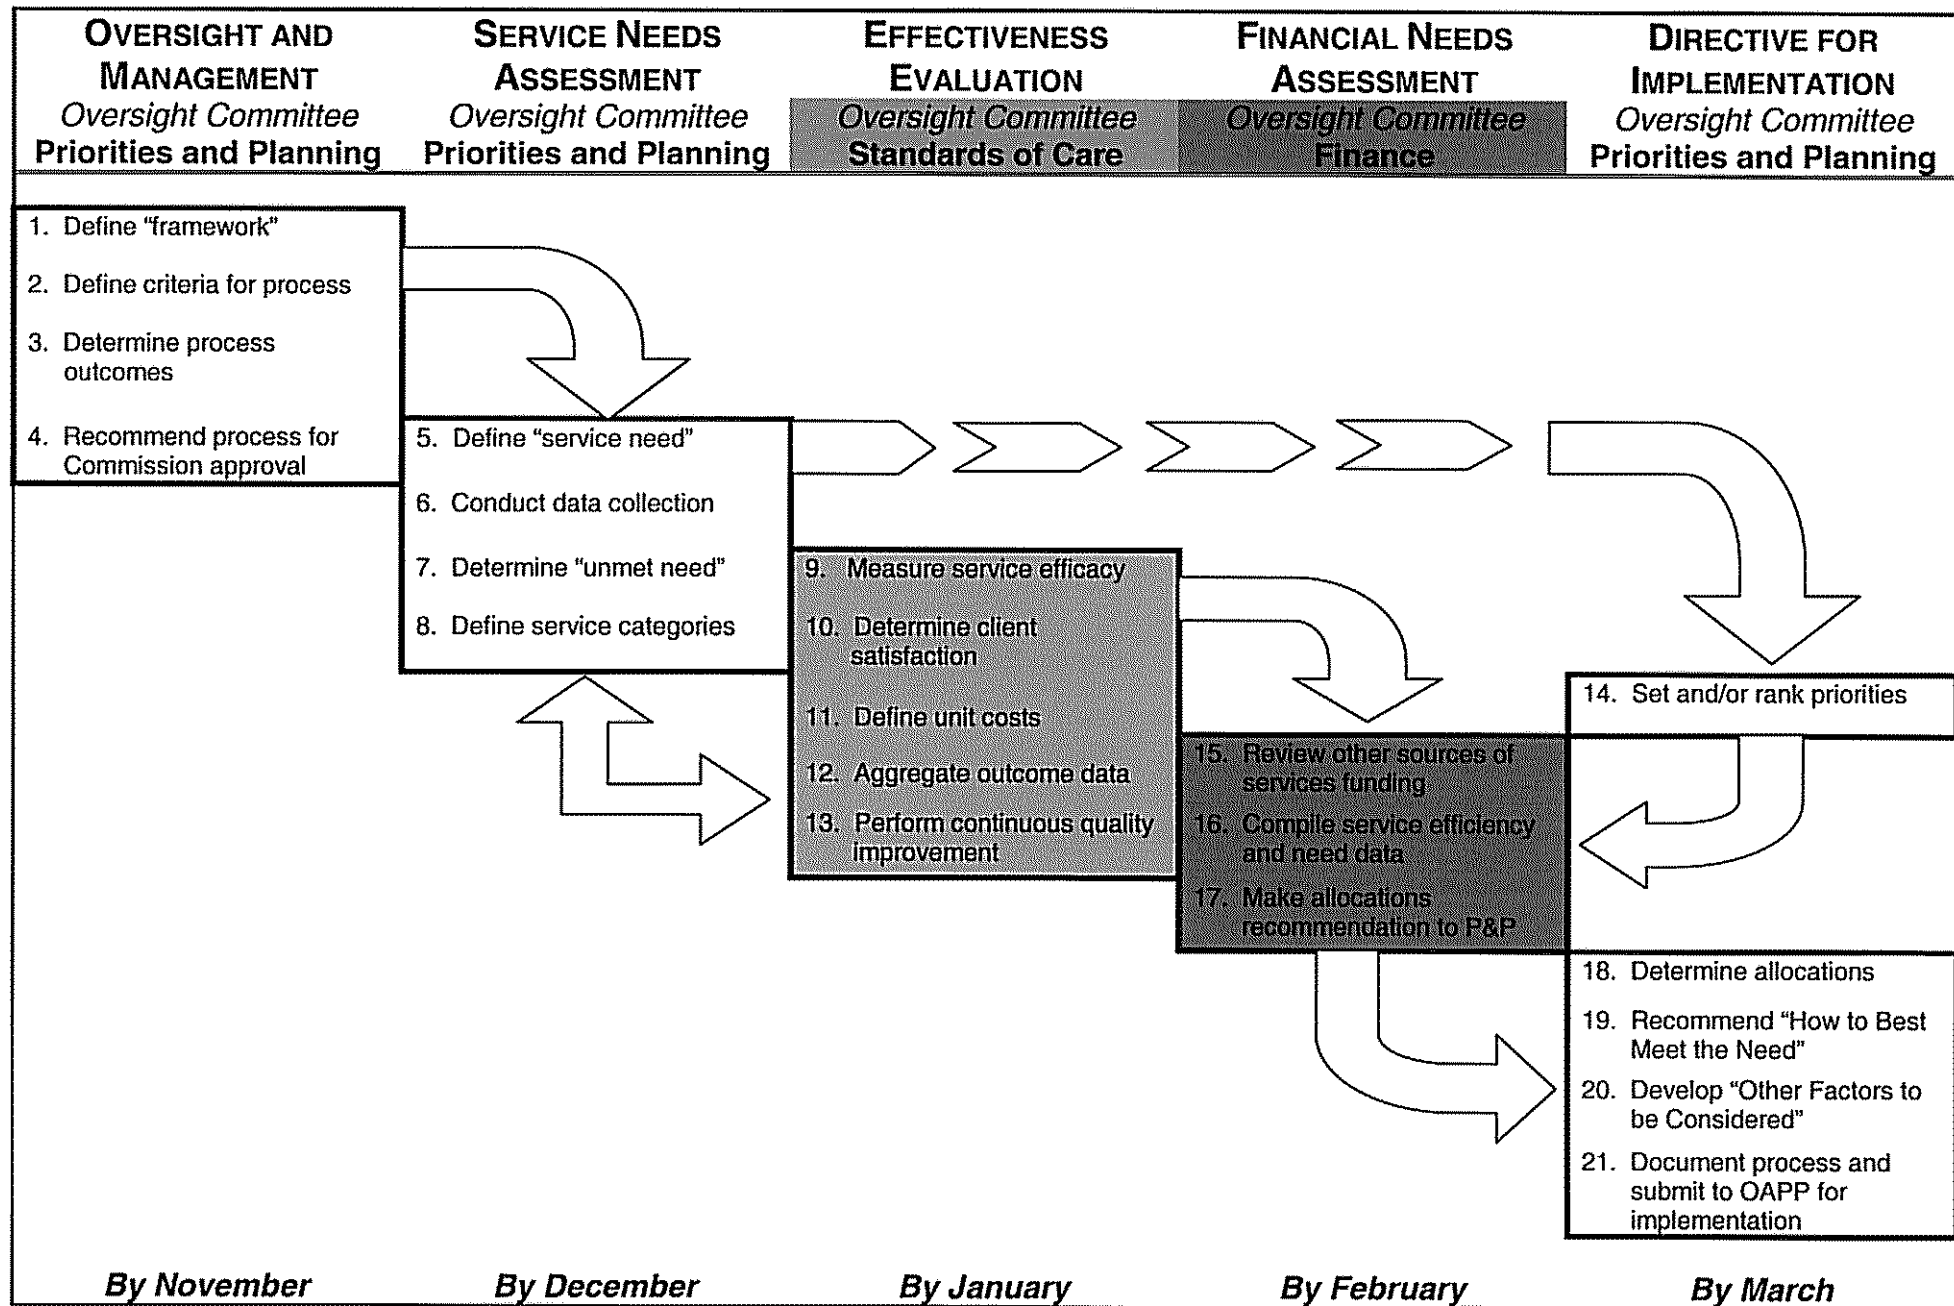 OVERSIGHT AND
MANAGEMENT
Oversight Committee
Priorities and Planning
SERVICE NEEDS
ASSESSMENT
Oversight Committee
Priorities and Planning
EFFECTIVENESS
EVALUATION
Oversight Committee
Standards of Care
FINANCIAL NEEDS
ASSESSMENT
Oversight Committee
Finance
DIRECTIVE FOR
IMPLEMENTATION
Oversight Committee
Priorities and Planning
1. Define “framework”
2. Define criteria for process
3. Determine process
outcomes
4. Recommend process for
Commission approval
5. Define “service need”
6. Conduct data collection
7. Determine “unmet need”
8. Define service categories
9. Measure service efficacy
10. Determine client
satisfaction
11. Define unit costs
12. Aggregate outcome data
13. Perform continuous quality
improvement
14. Set and/or rank priorities
15. Review other sources of
services funding
16. Compile service efficiency
and need data
17. Make allocations
recommendation to P&P
18. Determine allocations
19. Recommend “How to Best
Meet the Need”
20. Develop “Other Factors to
be Considered”
21. Document process and
submit to OAPP for
implementation
By November
By December
By January
By February
By March